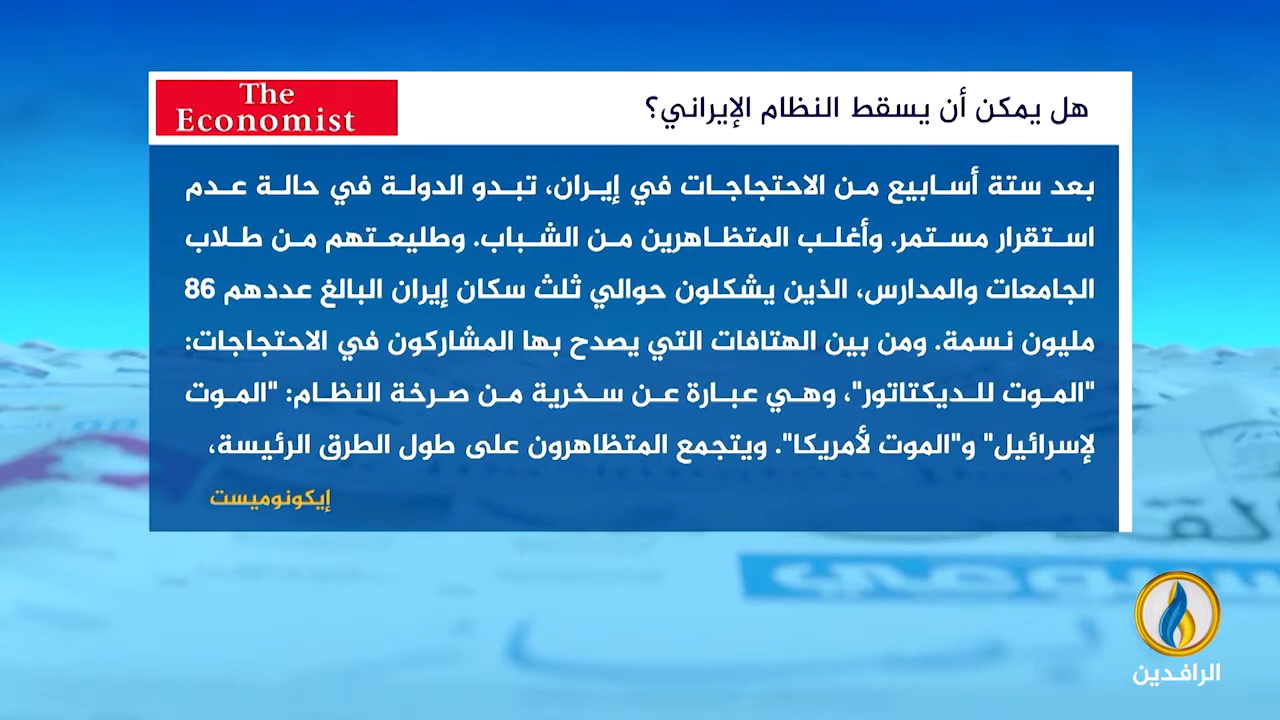 The
Economist
هل يمكن أن يسقط النظام الإيراني؟
بعد ستة أسابيع من الاحتجاجات في إيران، تبدو الدولة في حالة عدم
استقرار مستمر. وأغلب المتظاهرين من الشباب. وطليعتهم من طلاب
الجامعات والمدارس، الذين يشكلون حوالي ثلث سكان إيران البالغ عددهم 86
مليون نسمة. ومن بين الهتافات التي يصدح بها المشاركون في الاحتجاجات:
"الموت للديكتاتور"، وهي عبارة عن سخرية من صرخة النظام: "الموت
لإسرائيل" و"الموت لأمريكا". ويتجمع المتظاهرون على طول الطرق الرئيسة،
إيكونوميست
الرافدين